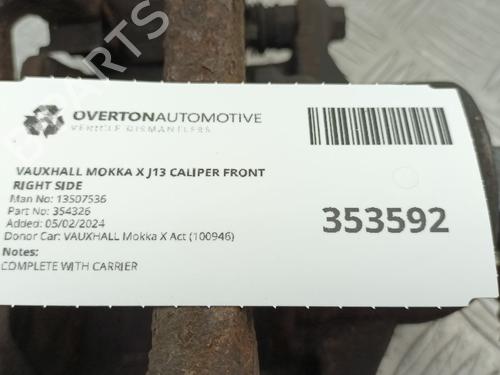 B PARTS
OVERTONAUTOMOTIVE
VEHICLE DISMANTLERS
VAUXHALL MOKKA X J13 CALIPER FRONT
RIGHT SIDE
Man No: 13507536
Part No: 354326
Added: 05/02/2024
Donor Car: VAUXHALL Mokka X Act (100946)
Notes:
COMPLETE WITH CARRIER
353592